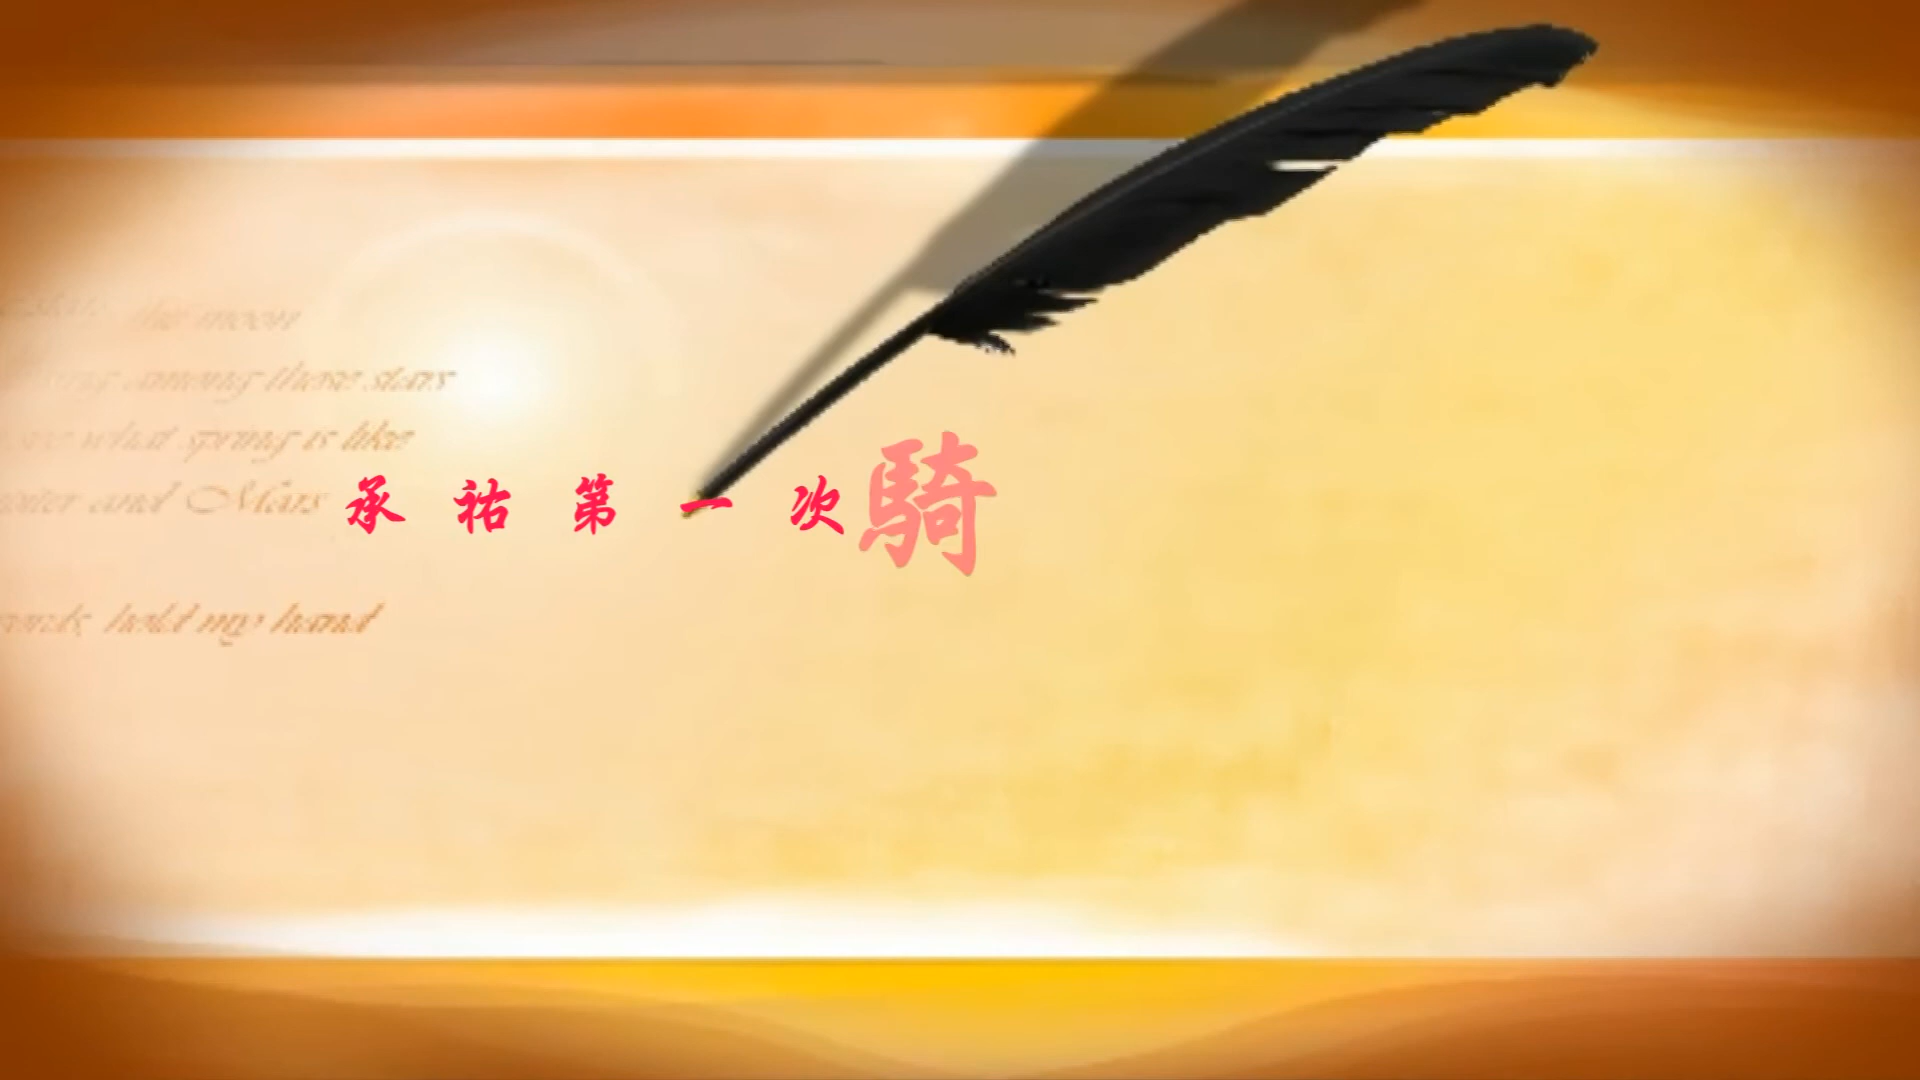 the moon
among those stars
what spring is like
and Mars
承祐第一次騎
hold my hand